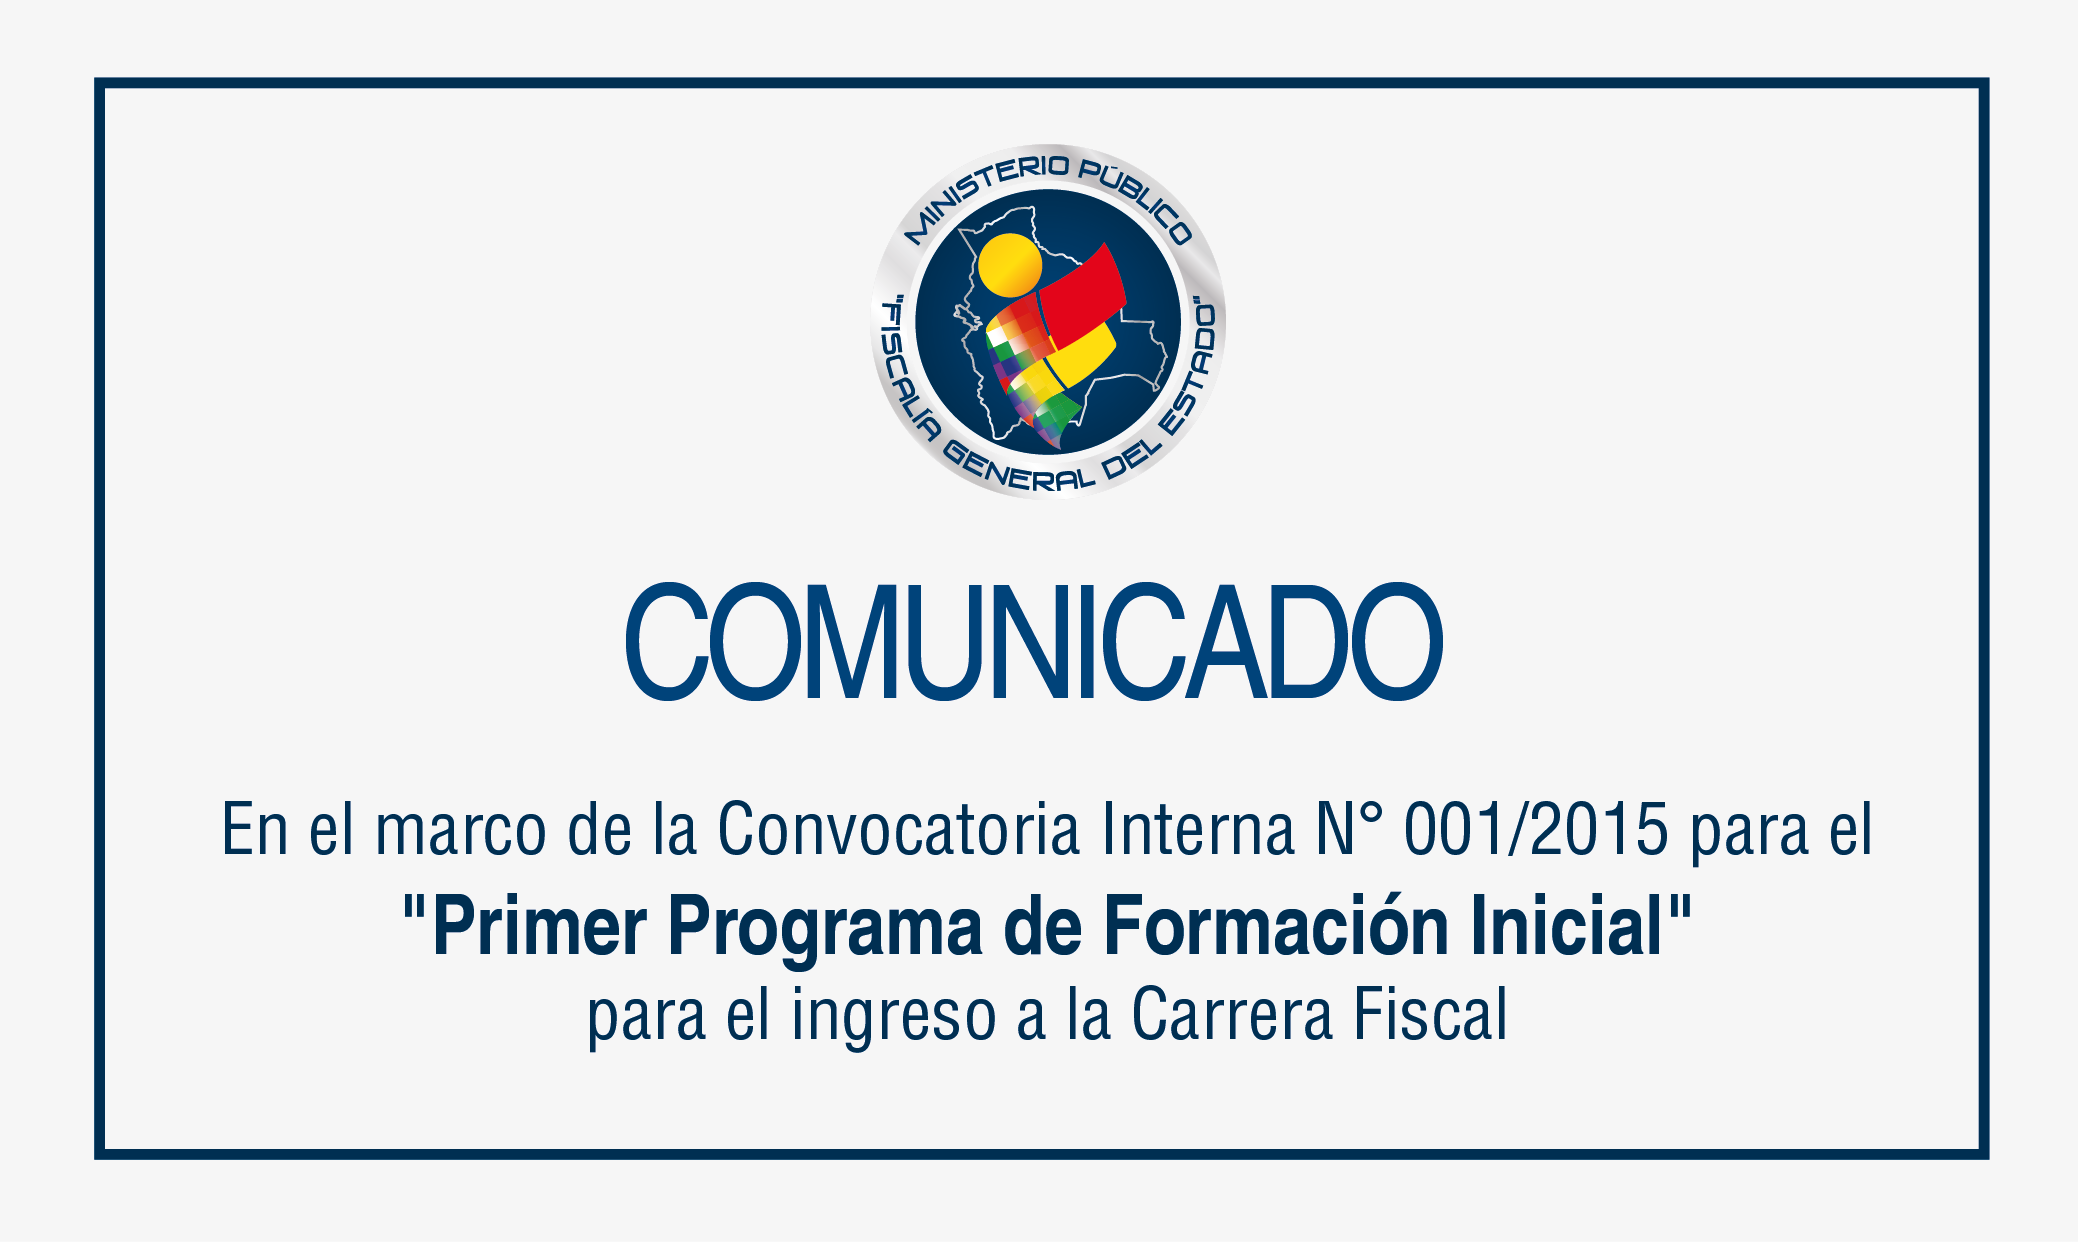 MINISTERIO PÚBLICO
"FISCALÍA GENERAL DEL ESTADO"
COMUNICADO
En el marco de la Convocatoria Interna N° 001/2015 para el
"Primer Programa de Formación Inicial"
para el ingreso a la Carrera Fiscal